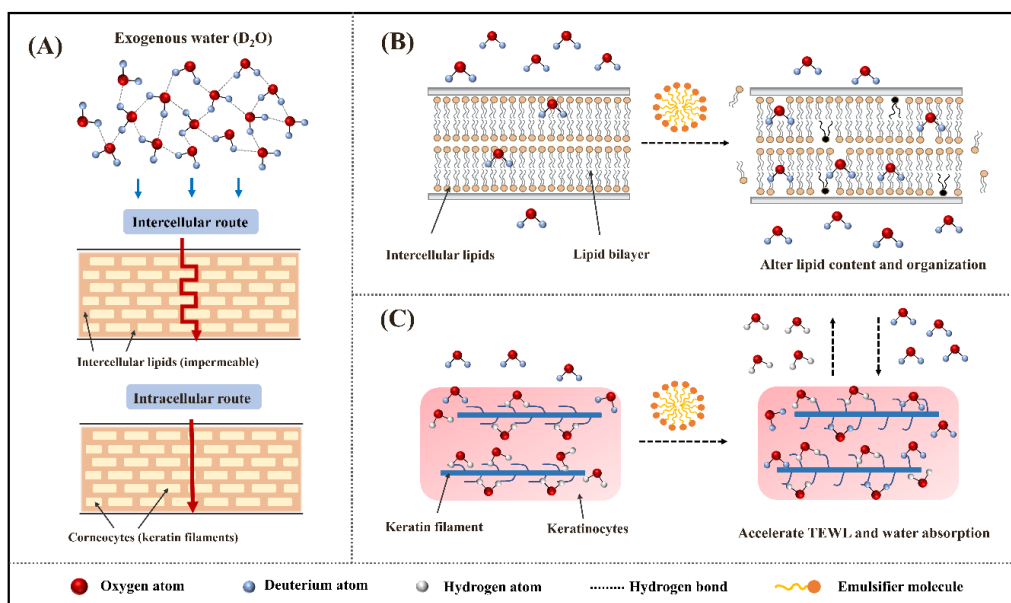 (A)
Exogenous water (D₂O)
Intercellular route
Intercellular lipids (impermeable)
Intracellular route
Corneocytes (keratin filaments)
(B)
Intercellular lipids
Lipid bilayer
Alter lipid content and organization
(C)
Keratin filament
Keratinocytes
Accelerate TEWL and water absorption
Oxygen atom
Deuterium atom
Hydrogen atom
Hydrogen bond
Emulsifier molecule